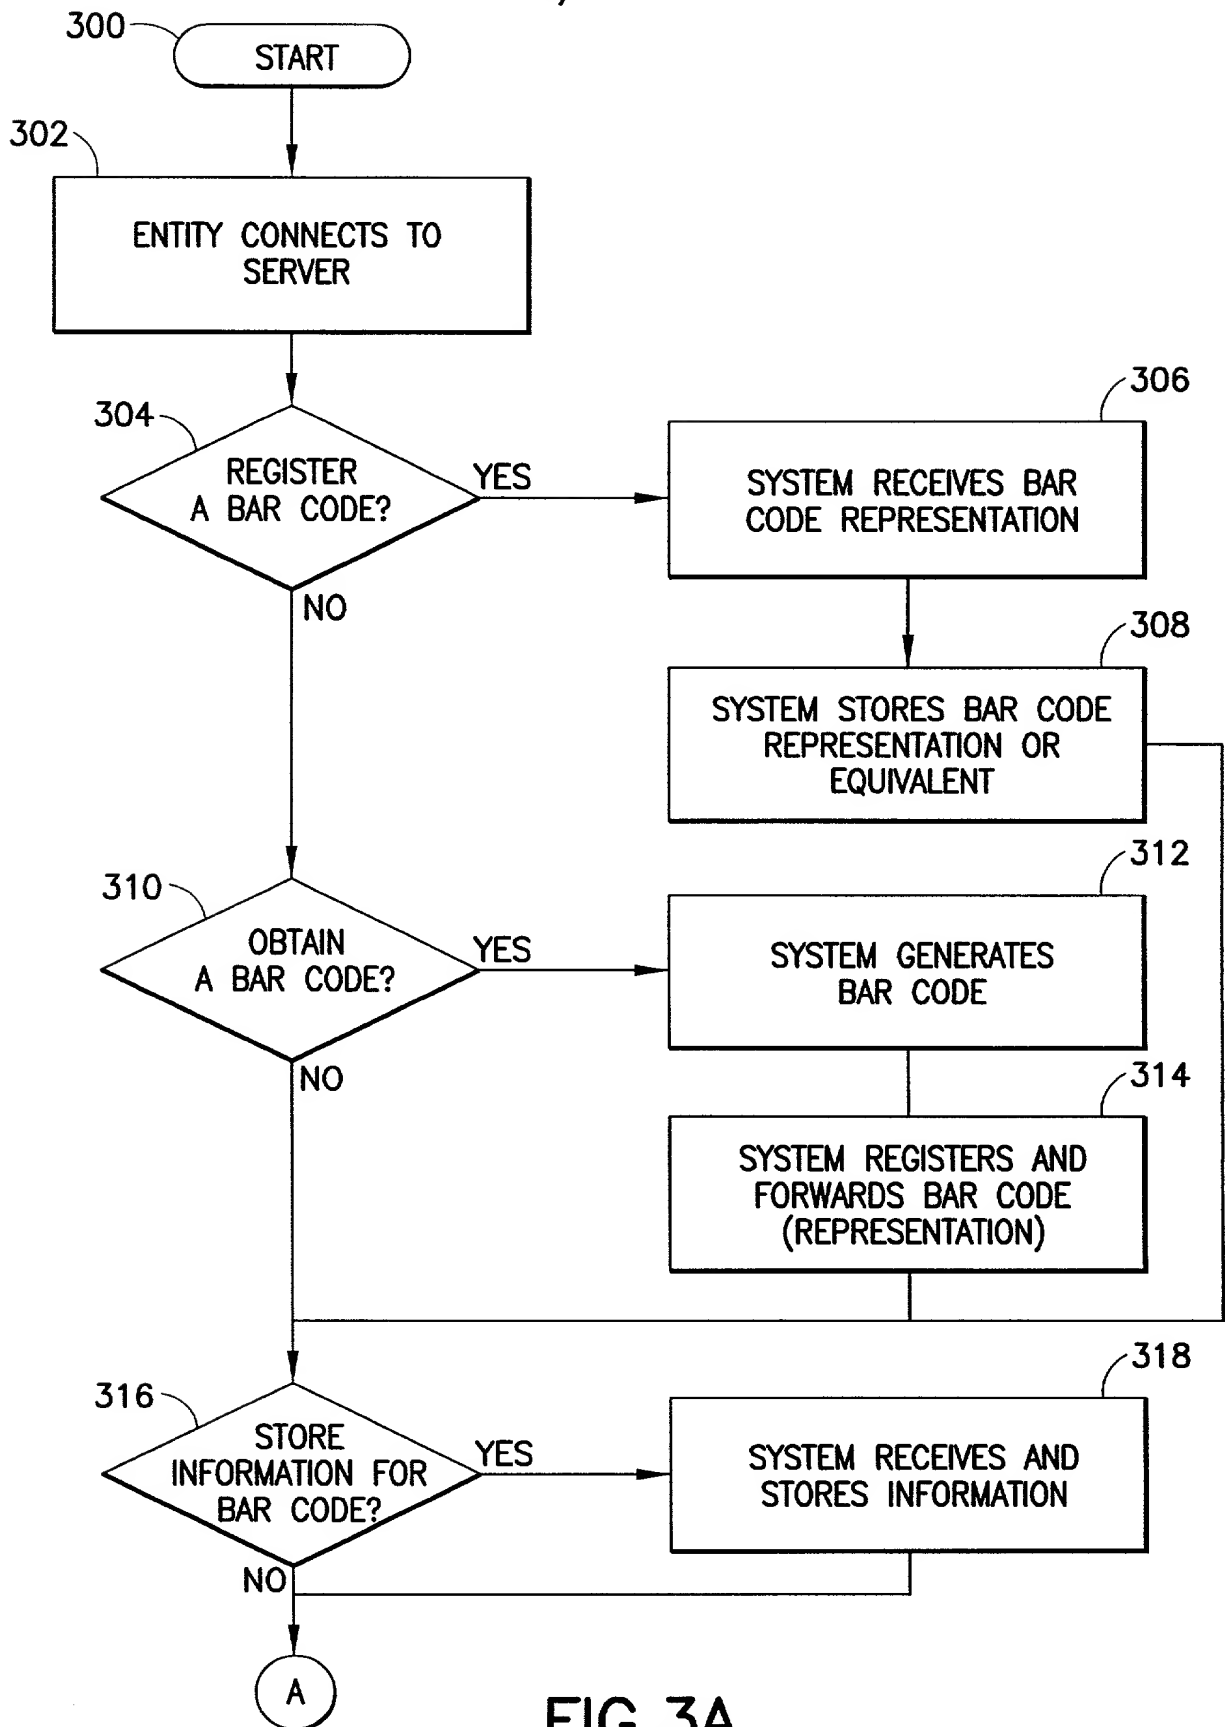 300
START
302
ENTITY CONNECTS TO
SERVER
304
REGISTER
A BAR CODE?
YES
NO
306
SYSTEM RECEIVES BAR
CODE REPRESENTATION
308
SYSTEM STORES BAR CODE
REPRESENTATION OR
EQUIVALENT
310
OBTAIN
A BAR CODE?
YES
NO
312
SYSTEM GENERATES
BAR CODE
314
SYSTEM REGISTERS AND
FORWARDS BAR CODE
(REPRESENTATION)
316
STORE
INFORMATION FOR
BAR CODE?
YES
NO
318
SYSTEM RECEIVES AND
STORES INFORMATION
A
FIG. 3A